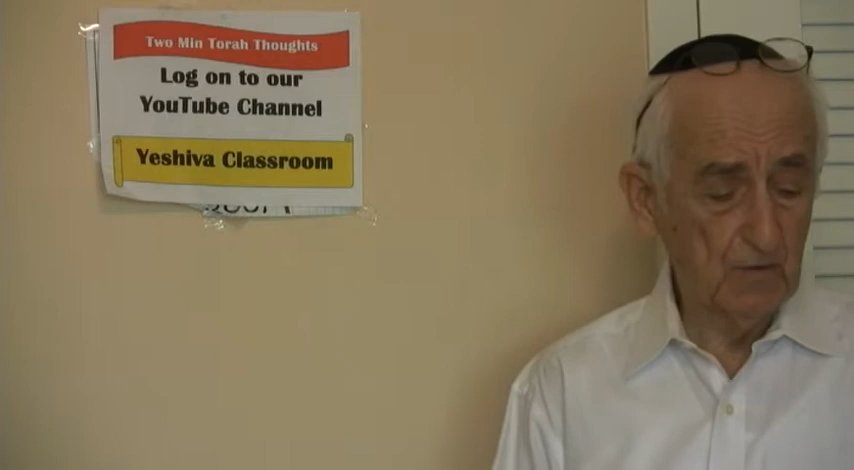 Two Min Torah Thoughts
Log on to our
YouTube Channel
Yeshiva Classroom